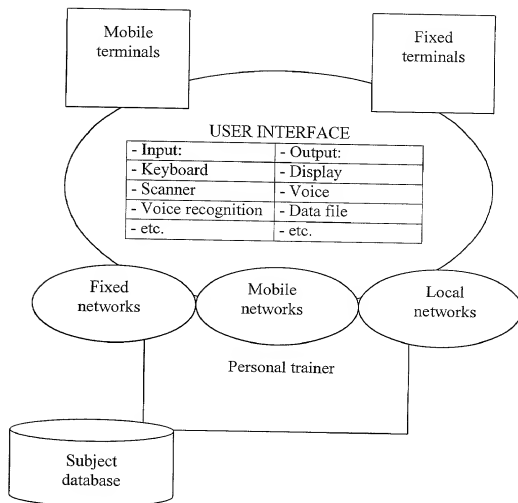 Mobile
terminals
Fixed
terminals
USER INTERFACE
- Input: - Output:
- Keyboard - Display
- Scanner - Voice
- Voice recognition - Data file
- etc. - etc.
Fixed
networks
Mobile
networks
Local
networks
Personal trainer
Subject
database